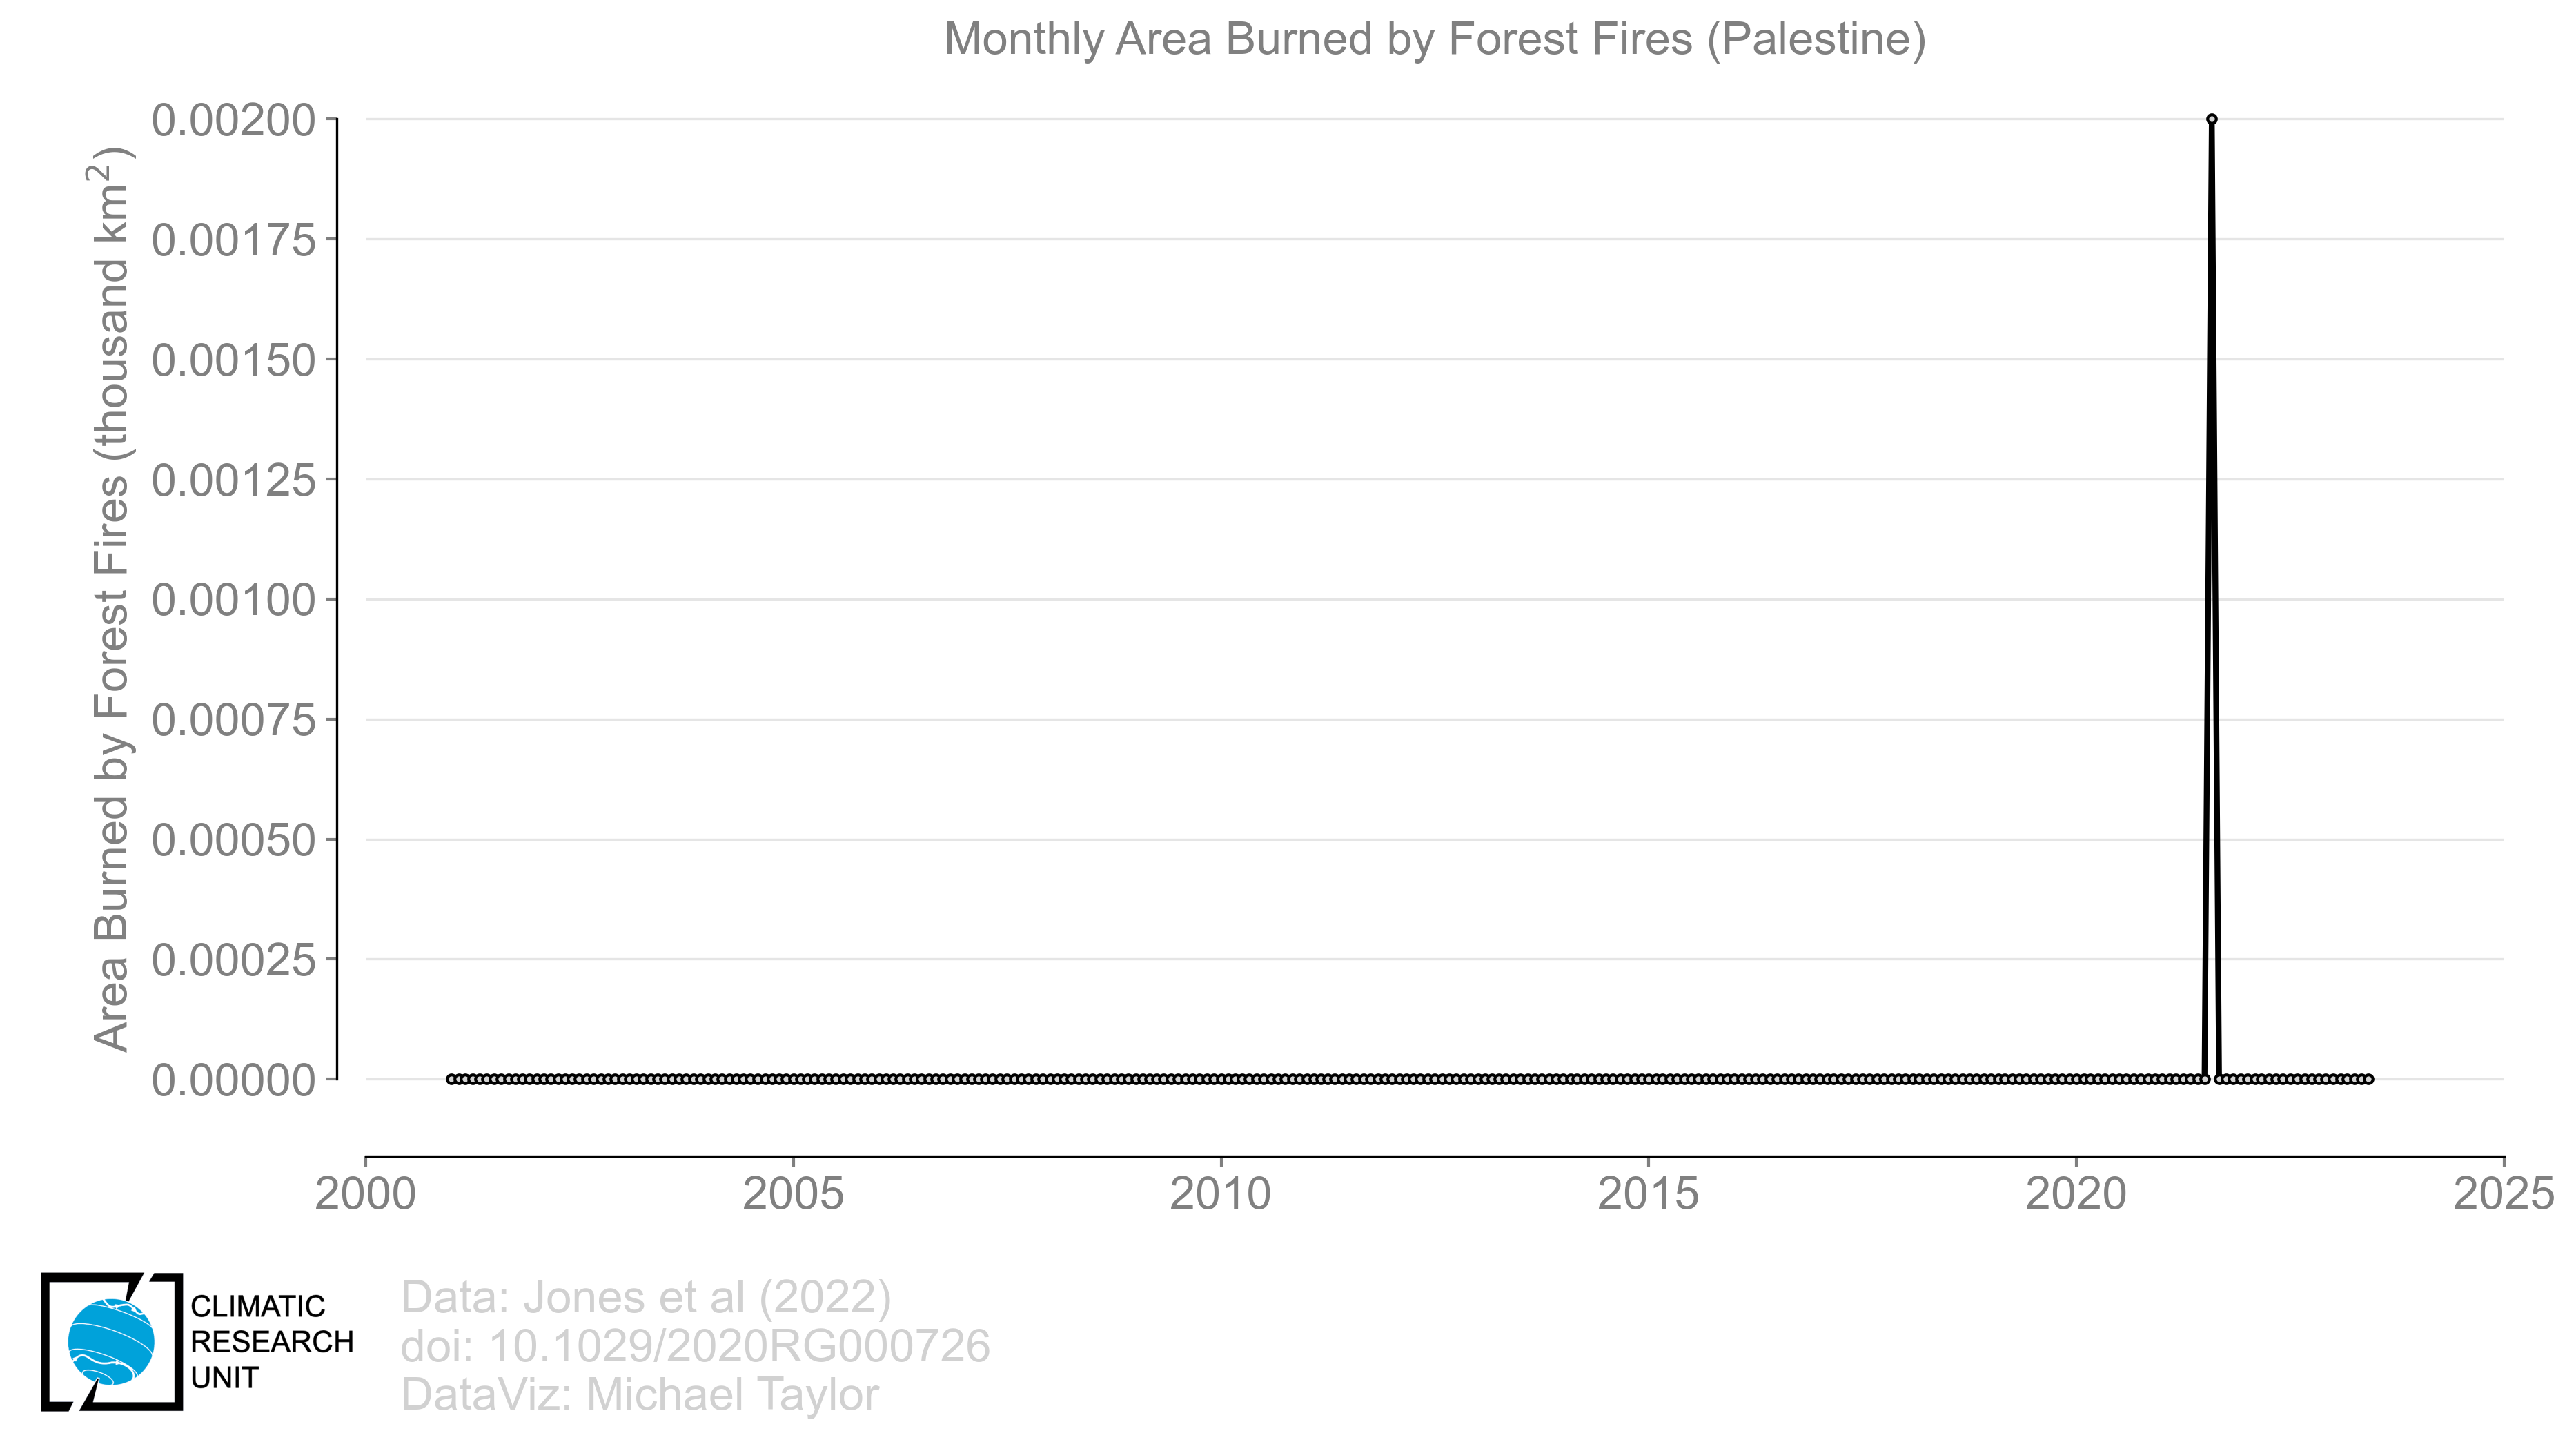 Monthly Area Burned by Forest Fires (Palestine)
Area Burned by Forest Fires (thousand km²)
0.00200
0.00175
0.00150
0.00125
0.00100
0.00075
0.00050
0.00025
0.00000
2000 2005 2010 2015 2020 2025
CLIMATIC
RESEARCH
UNIT
Data: Jones et al (2022)
doi: 10.1029/2020RG000726
DataViz: Michael Taylor